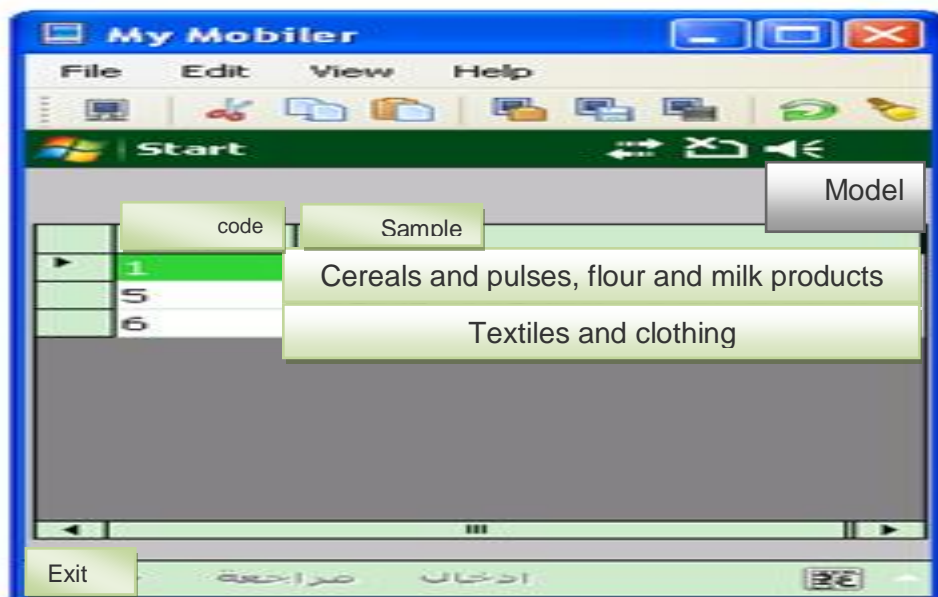 My Mobiler
File Edit View Help
Start
Model
code Sample
1
Cereals and pulses, flour and milk products
5
6
Textiles and clothing
Exit مراجعة ادخال